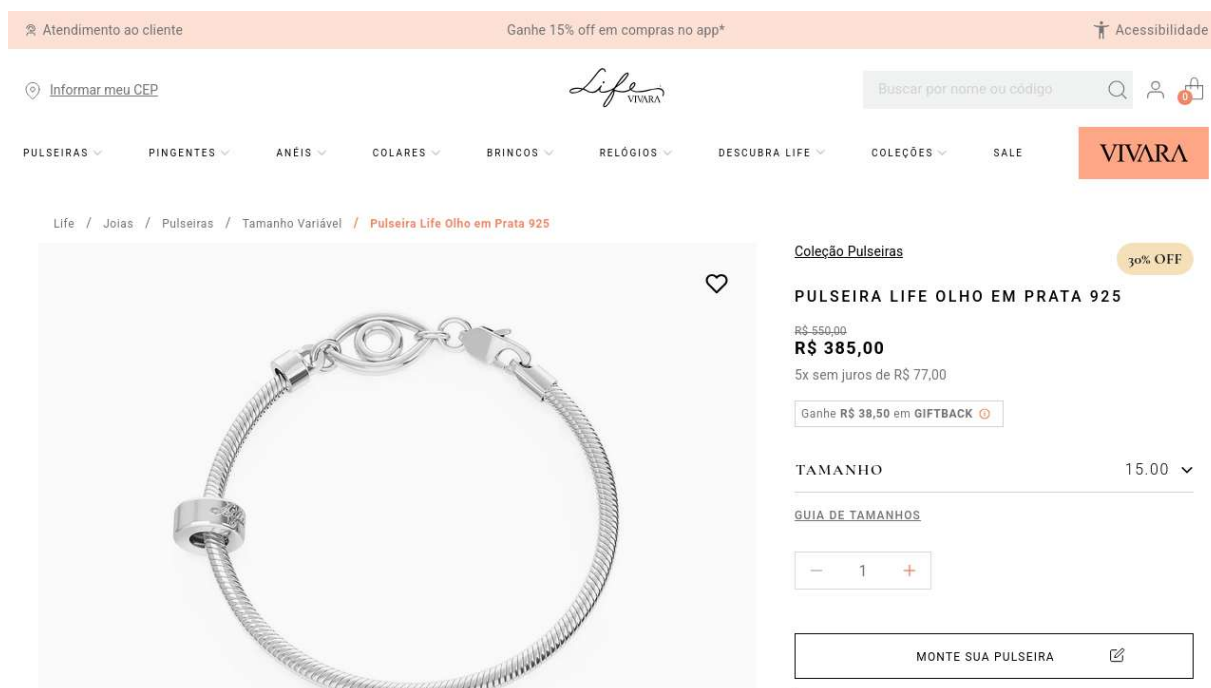 Atendimento ao cliente
Ganhe 15% off em compras no app*
Acessibilidade
Informar meu CEP
Life
VIVARA
Buscar por nome ou código
0
PULSEIRAS
PINGENTES
ANÉIS
COLARES
BRINCOS
RELÓGIOS
DESCUBRA LIFE
COLEÇÕES
SALE
VIVARA
Life / Joias / Pulseiras / Tamanho Variável / Pulseira Life Olho em Prata 925
Coleção Pulseiras
30% OFF
PULSEIRA LIFE OLHO EM PRATA 925
R$ 550,00
R$ 385,00
5x sem juros de R$ 77,00
Ganhe R$ 38,50 em GIFTBACK
TAMANHO
15.00
GUIA DE TAMANHOS
1
MONTE SUA PULSEIRA